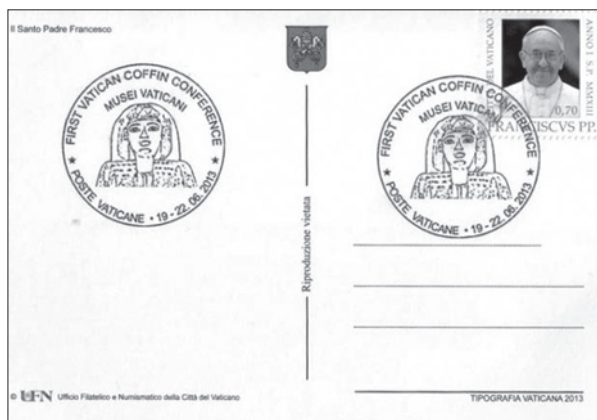 Il Santo Padre Francesco
FIRST VATICAN COFFIN CONFERENCE
MUSEI VATICANI
POSTE VATICANE • 19 - 22. 06. 2013
Riproduzione vietata
ANNO I S. P. MMXIII
0,70
FRANCISCVS PP.
FIRST VATICAN COFFIN CONFERENCE
MUSEI VATICANI
POSTE VATICANE • 19 - 22. 06. 2013
© UFN Ufficio Filatelico e Numismatico della Città del Vaticano
TIPOGRAFIA VATICANA 2013